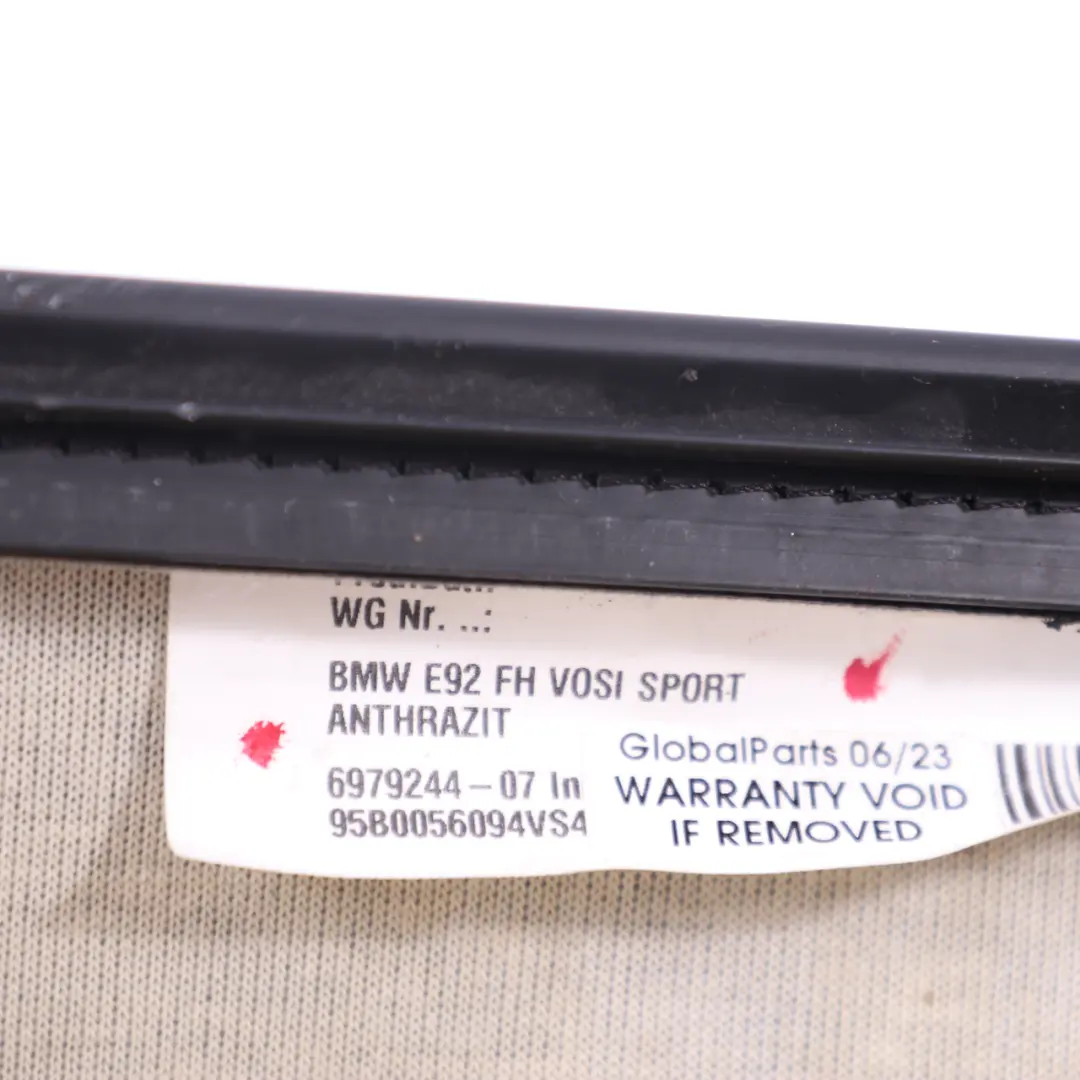 WG Nr. ..:
BMW E92 FH VOSI SPORT
ANTHRAZIT
6979244-07 In
95B0056094VS4
GlobalParts 06/23
WARRANTY VOID
IF REMOVED